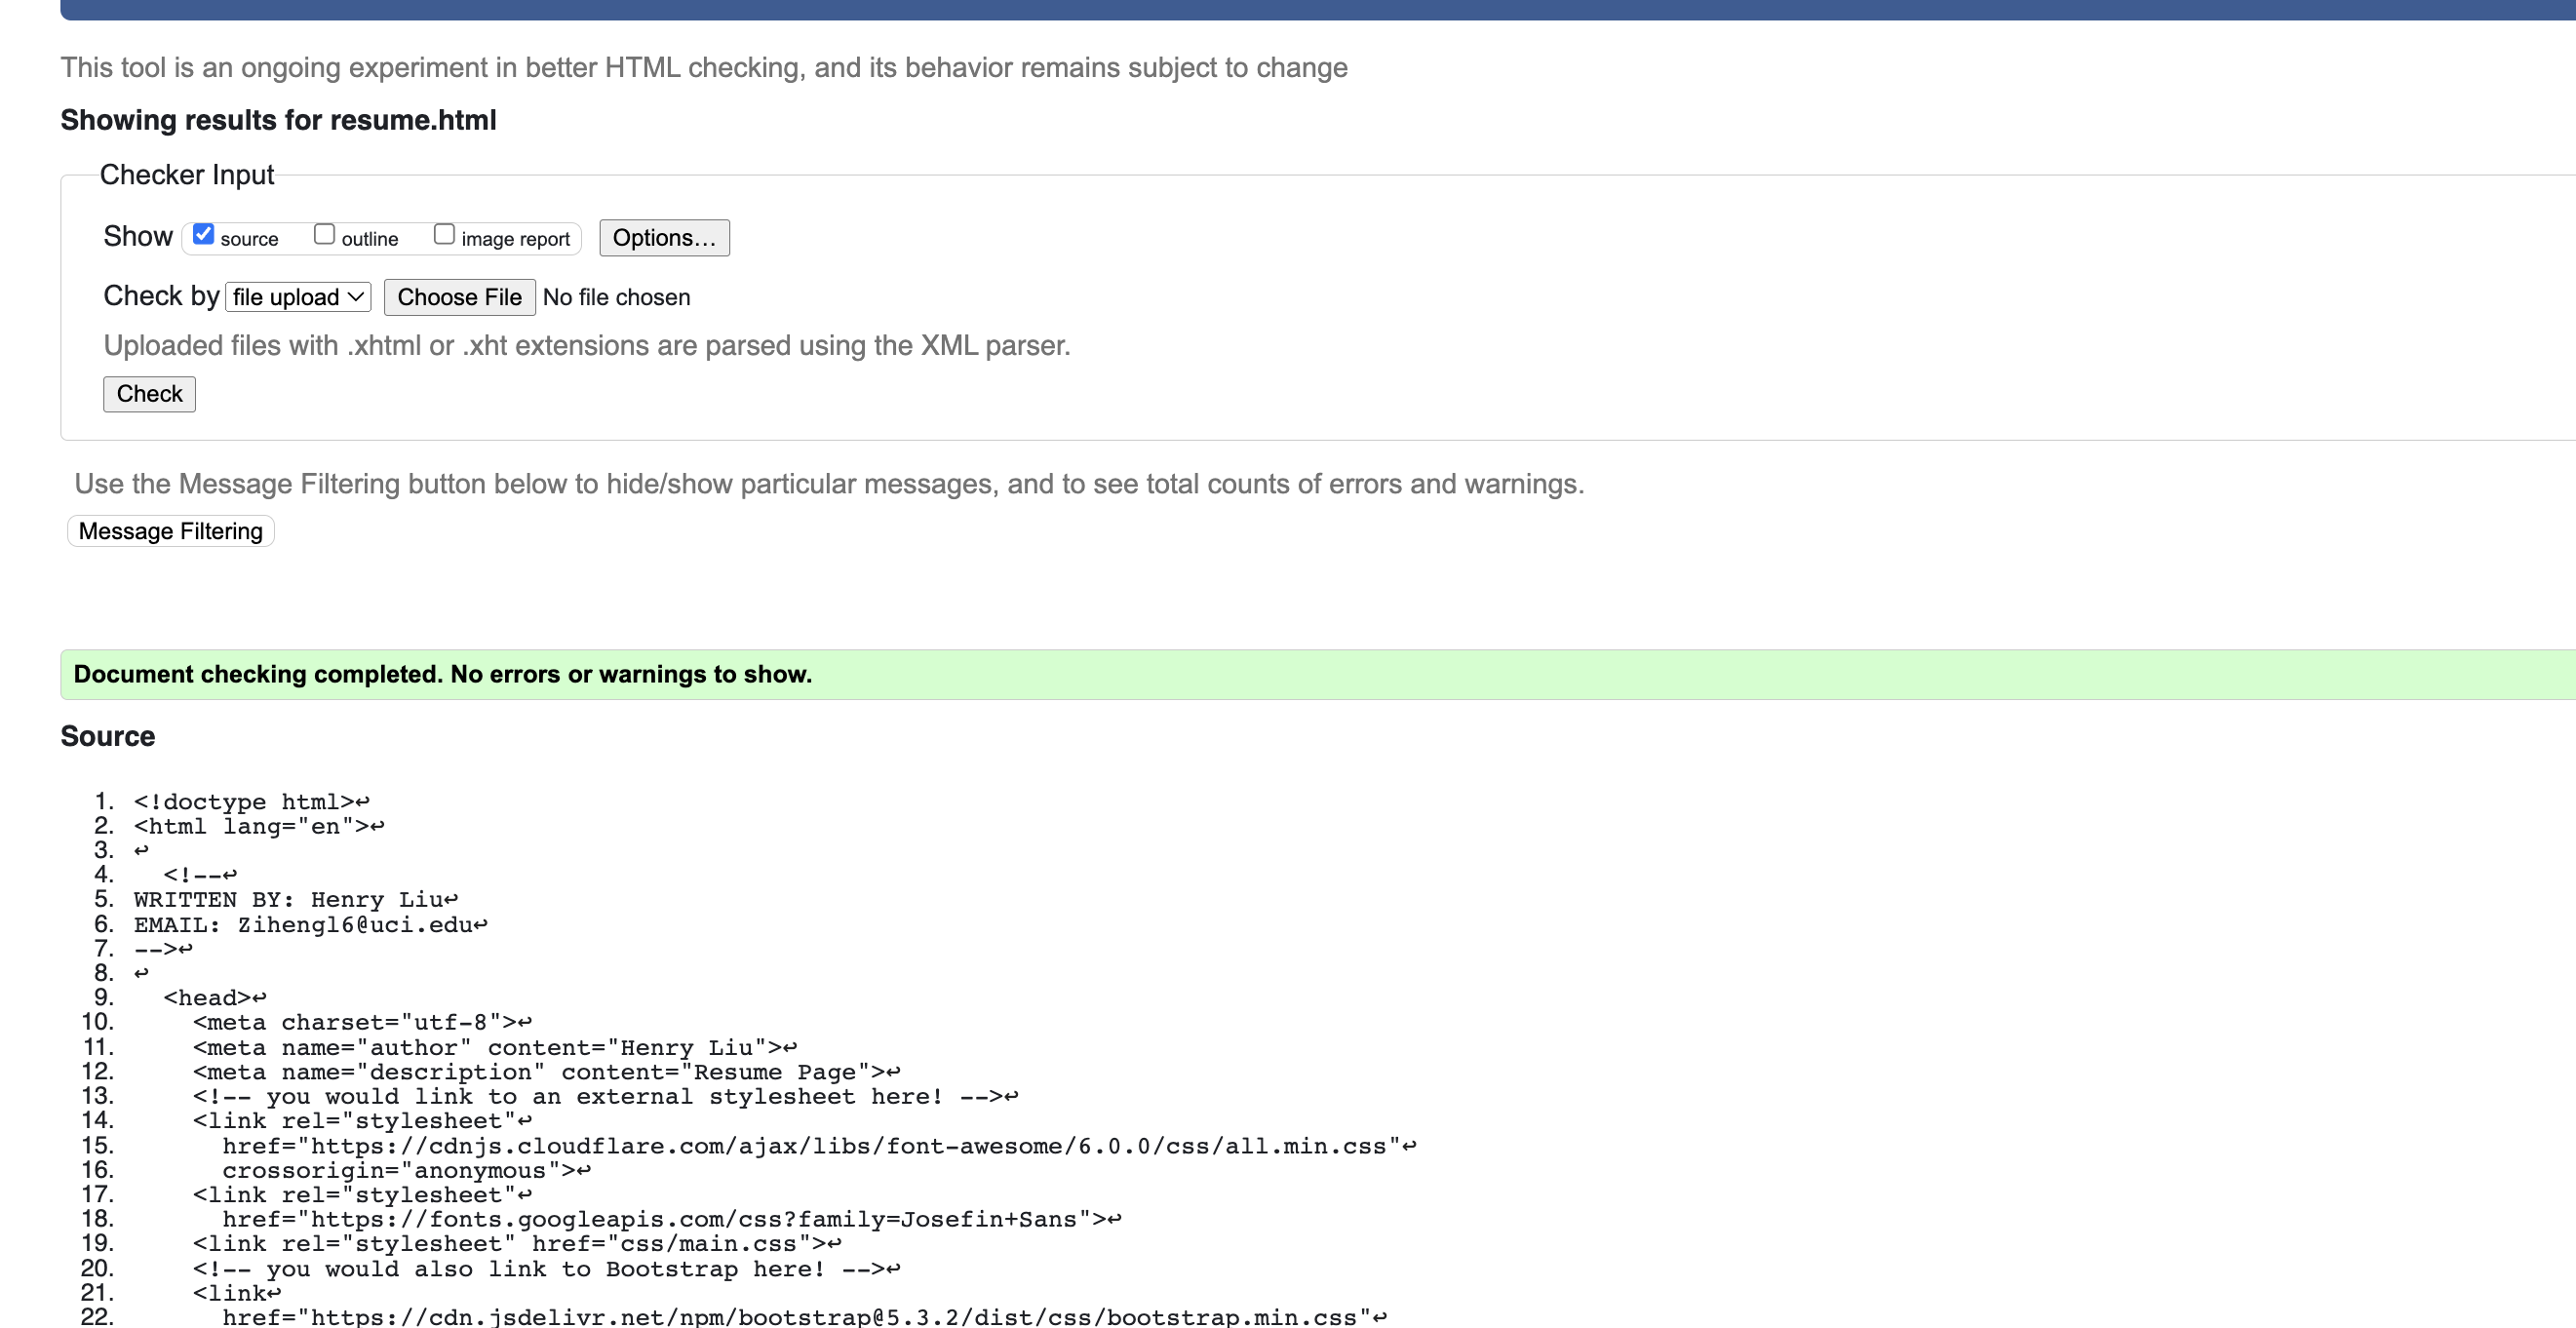 This tool is an ongoing experiment in better HTML checking, and its behavior remains subject to change
Showing results for resume.html
Checker Input
Show source outline image report Options...
Check by file upload Choose File No file chosen
Uploaded files with .xhtml or .xht extensions are parsed using the XML parser.
Check
Use the Message Filtering button below to hide/show particular messages, and to see total counts of errors and warnings.
Message Filtering
Document checking completed. No errors or warnings to show.
Source
1. <!doctype html>↩
2. <html lang="en">↩
3. ↩
4.   <!--↩
5. WRITTEN BY: Henry Liu↩
6. EMAIL: Zihengl6@uci.edu↩
7. -->↩
8. ↩
9.   <head>↩
10.     <meta charset="utf-8">↩
11.     <meta name="author" content="Henry Liu">↩
12.     <meta name="description" content="Resume Page">↩
13.     <!-- you would link to an external stylesheet here! -->↩
14.     <link rel="stylesheet"↩
15.       href="https://cdnjs.cloudflare.com/ajax/libs/font-awesome/6.0.0/css/all.min.css"↩
16.       crossorigin="anonymous">↩
17.     <link rel="stylesheet"↩
18.       href="https://fonts.googleapis.com/css?family=Josefin+Sans">↩
19.     <link rel="stylesheet" href="css/main.css">↩
20.     <!-- you would also link to Bootstrap here! -->↩
21.     <link↩
22.       href="https://cdn.jsdelivr.net/npm/bootstrap@5.3.2/dist/css/bootstrap.min.css"↩